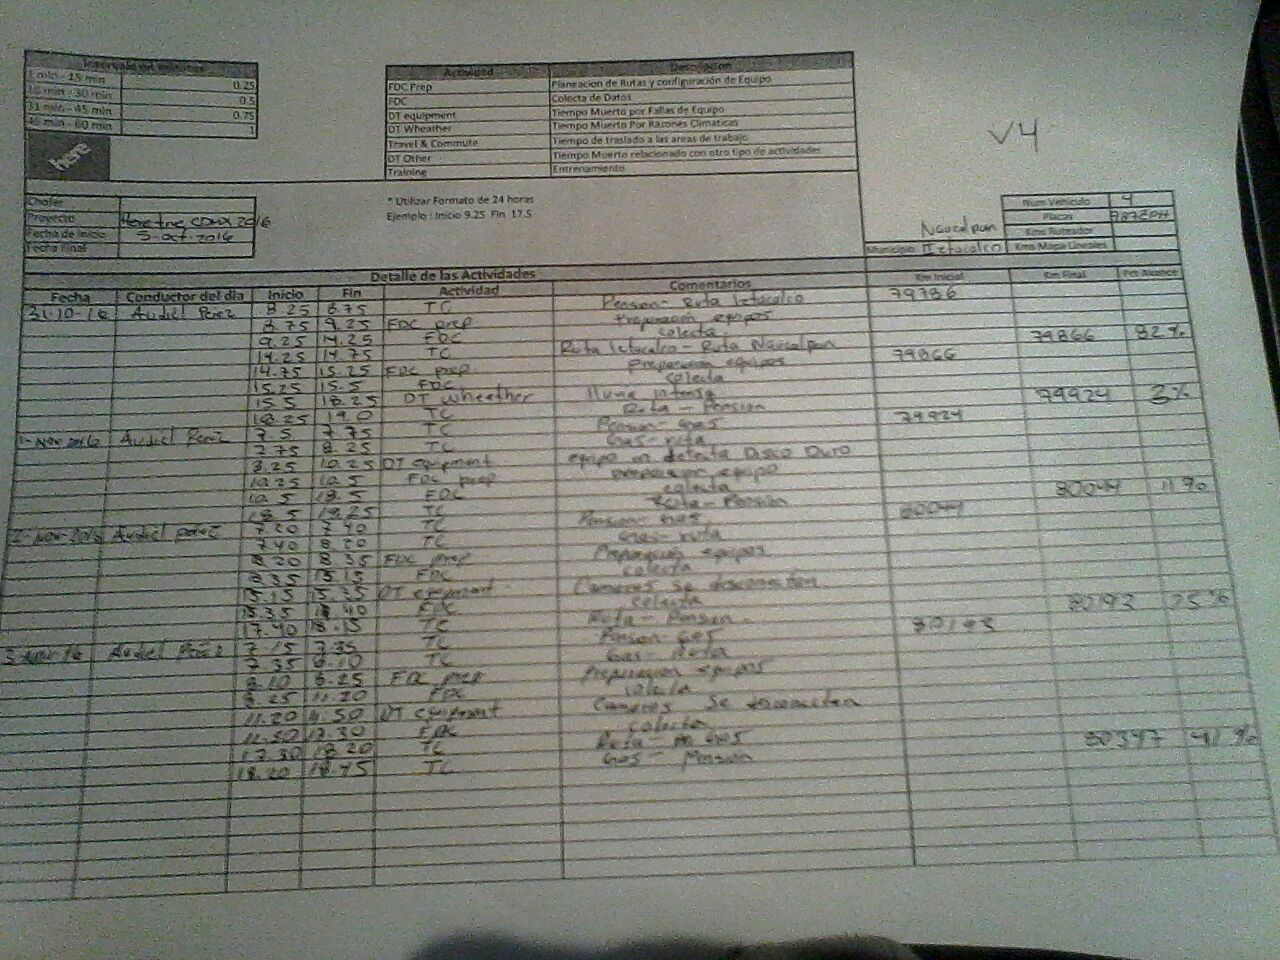 Intervalo en minutos
1 min - 15 min 0.25
16 min - 30 min 0.5
31 min - 45 min 0.75
46 min - 60 min 1
here
Actividad Descripcion
FDC Prep Planeacion de Rutas y configuración de Equipo
FDC Colecta de Datos
DT equipment Tiempo Muerto por Fallas de Equipo
DT Wheather Tiempo Muerto Por Razones Climaticas
Travel & Commute Tiempo de traslado a las areas de trabajo
DT Other Tiempo Muerto relacionado con otro tipo de actividades
Training Entrenamiento
V4
* Utilizar Formato de 24 horas
Ejemplo : Inicio 9.25 Fin 17.5
Chofer
Proyecto CDMX 2016
Fecha de Inicio 3-oct-2016
Fecha Final
Num Vehiculo 4
Placas
Kms Ruteador
Kms Mapa Lineales
Naucalpan
Municipio Iztacalco
Detalle de las Actividades
Fecha Conductor del dia Inicio Fin Actividad Comentarios Km Inicial Km Final Pct Avance
31-10-16 Audiel Perez 8.25 8.75 TC Pension - Ruta Iztacalco 79736
8.75 9.25 FDC prep Preparación equipos
9.25 14.25 FDC colecta 79866 82%
14.25 14.75 TC Ruta Iztacalco - Ruta Naucalpan 79866
14.75 15.25 FDC prep Preparación equipos
15.25 15.5 FDC colecta
15.5 18.25 DT wheather lluvia intensa 79924 3%
18.25 19.0 TC Ruta - Pension
1-Nov-2016 Audiel Perez 7.5 7.75 TC Pension - Gas 79924
7.75 8.25 TC Gas - ruta
8.25 10.25 DT equipment equipo no detecta Disco Duro
10.25 10.5 FDC prep equipo
10.5 18.5 FDC colecta 80044 11%
18.5 19.25 TC Ruta - Pension
2-Nov-2016 Audiel perez 7.20 7.40 TC Pension - Gas 80044
7.40 8.20 TC Gas - ruta
8.20 8.35 FDC prep Preparación equipos
8.35 15.15 FDC colecta
15.15 15.35 DT equipment Camaras se desconectan
15.35 40 FDC colecta 80193 25%
17.40 18.15 TC Ruta - Pension.
3-Nov-16 Audiel Perez 7.15 7.35 TC Pension Gas 80193
7.35 8.10 TC Gas - Ruta
8.10 8.25 FDC prep Preparacion equipos
8.25 11.20 FDC colecta
11.20 DT equipment Camaras se desconectan
11.50 17.30 FDC colecta
17.30 18.20 TC Ruta - Gas 80347 41%
18.20 18.45 TC Gas - Pension